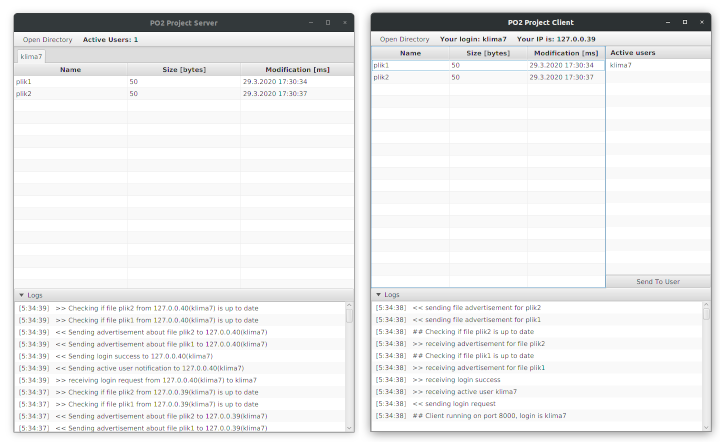 PO2 Project Server
Open Directory Active Users: 1
klima7
Name Size [bytes] Modification [ms]
plik1 50 29.3.2020 17:30:34
plik2 50 29.3.2020 17:30:37
Logs
[5:34:39] >> Checking if file plik2 from 127.0.0.40(klima7) is up to date
[5:34:39] >> Checking if file plik1 from 127.0.0.40(klima7) is up to date
[5:34:39] << Sending advertisement about file plik2 to 127.0.0.40(klima7)
[5:34:39] << Sending advertisement about file plik1 to 127.0.0.40(klima7)
[5:34:39] << Sending login success to 127.0.0.40(klima7)
[5:34:39] << Sending active user notification to 127.0.0.40(klima7)
[5:34:39] >> receiving login request from 127.0.0.40(klima7) to klima7
[5:34:37] >> Checking if file plik2 from 127.0.0.39(klima7) is up to date
[5:34:37] >> Checking if file plik1 from 127.0.0.39(klima7) is up to date
[5:34:37] << Sending advertisement about file plik2 to 127.0.0.39(klima7)
[5:34:37] << Sending advertisement about file plik1 to 127.0.0.39(klima7)
PO2 Project Client
Open Directory Your login: klima7 Your IP is: 127.0.0.39
Name Size [bytes] Modification [ms] Active users
plik1 50 29.3.2020 17:30:34 klima7
plik2 50 29.3.2020 17:30:37
Send To User
Logs
[5:34:38] << sending file advertisement for plik2
[5:34:38] << sending file advertisement for plik1
[5:34:38] ## Checking if file plik2 is up to date
[5:34:38] >> receiving advertisement for file plik2
[5:34:38] ## Checking if file plik1 is up to date
[5:34:38] >> receiving advertisement for file plik1
[5:34:38] >> receiving login success
[5:34:38] >> receiving active user klima7
[5:34:38] << sending login request
[5:34:38] ## Client running on port 8000, login is klima7